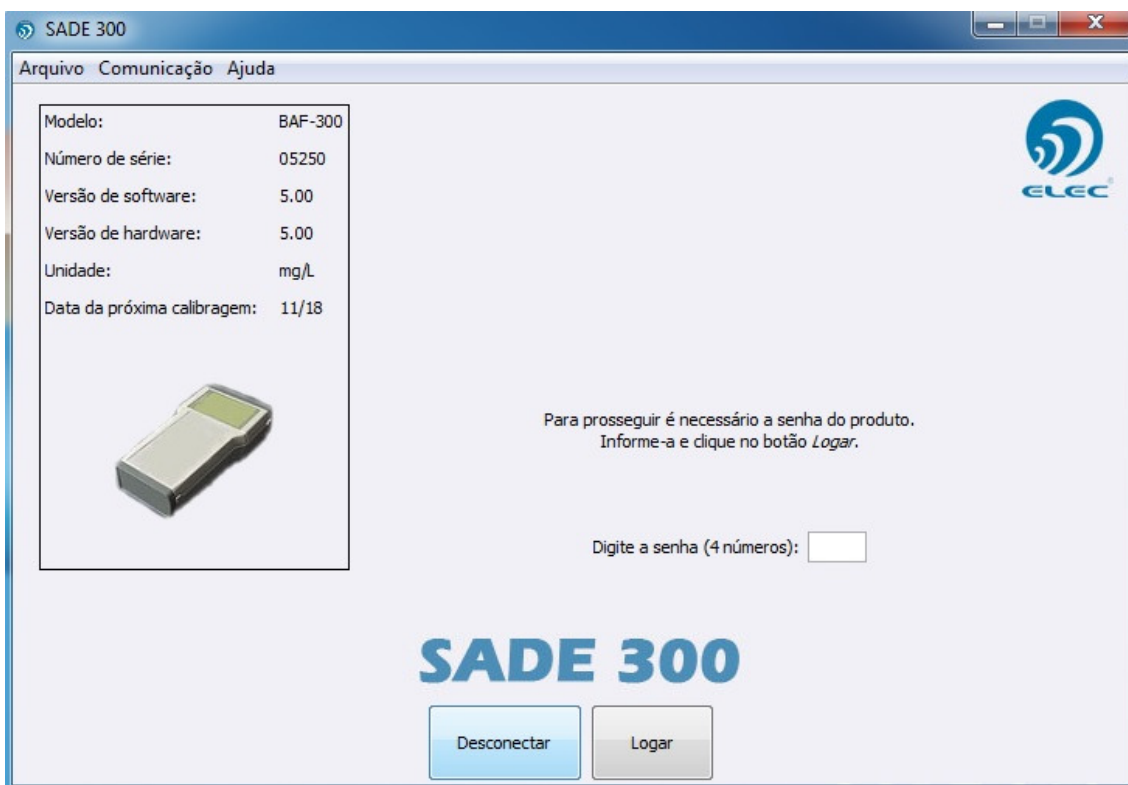 SADE 300
Arquivo Comunicação Ajuda
Modelo: BAF-300
Número de série: 05250
Versão de software: 5.00
Versão de hardware: 5.00
Unidade: mg/L
Data da próxima calibragem: 11/18
ELEC®
Para prosseguir é necessário a senha do produto.
Informe-a e clique no botão Logar.
Digite a senha (4 números):
SADE 300
Desconectar Logar